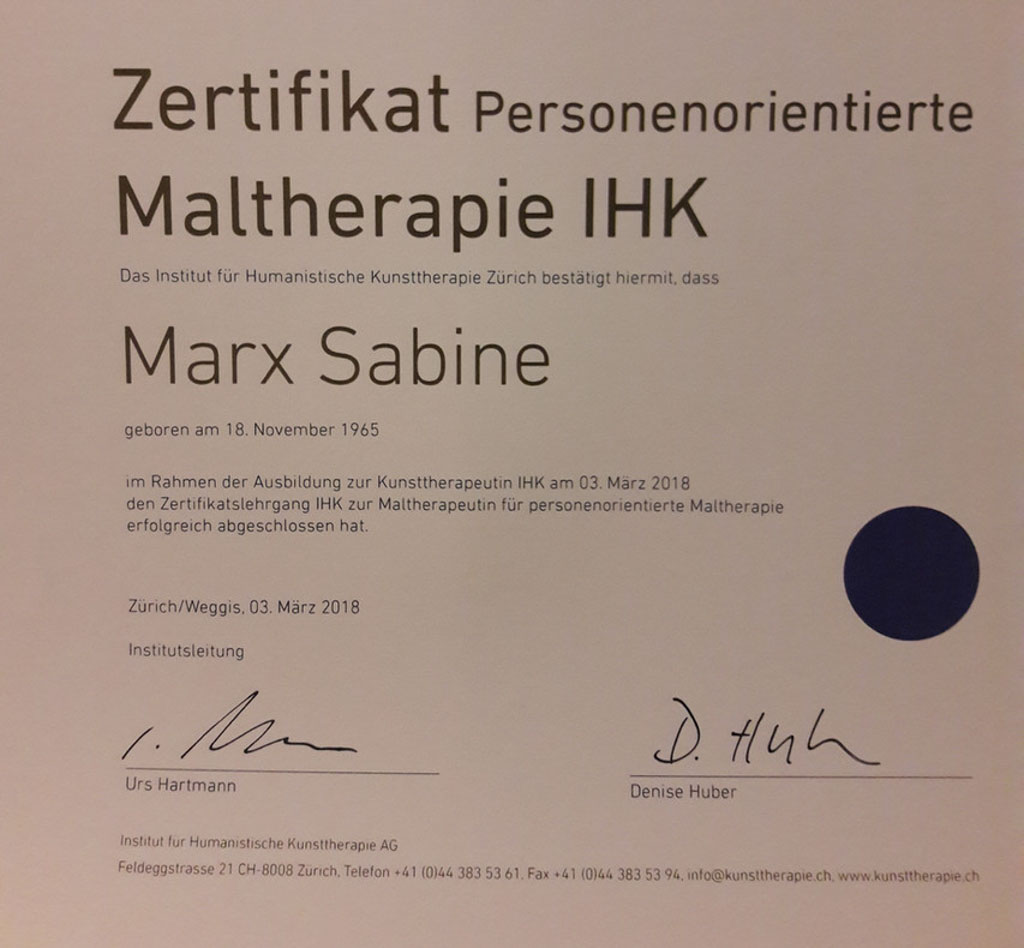 Zertifikat Personenorientierte
Maltherapie IHK
Das Institut für Humanistische Kunsttherapie Zürich bestätigt hiermit, dass
Marx Sabine
geboren am 18. November 1965
im Rahmen der Ausbildung zur Kunsttherapeutin IHK am 03. März 2018
den Zertifikatslehrgang IHK zur Maltherapeutin für personenorientierte Maltherapie
erfolgreich abgeschlossen hat.
Zürich/Weggis, 03. März 2018
Institutsleitung
D. Hub
Urs Hartmann
Denise Huber
Institut für Humanistische Kunsttherapie AG
Feldeggstrasse 21 CH-8008 Zürich, Telefon +41 (0)44 383 53 61, Fax +41 (0)44 383 53 94, info@kunsttherapie.ch, www.kunsttherapie.ch